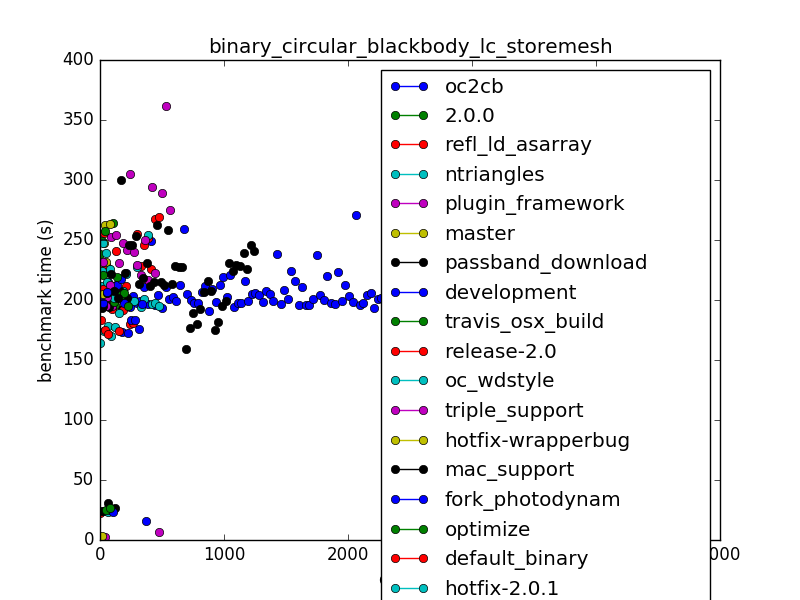 binary_circular_blackbody_lc_storemesh
400
350
300
250
200
150
100
50
0
benchmark time (s)
0
1000
2000
000
oc2cb
2.0.0
refl_ld_asarray
ntriangles
plugin_framework
master
passband_download
development
travis_osx_build
release-2.0
oc_wdstyle
triple_support
hotfix-wrapperbug
mac_support
fork_photodynam
optimize
default_binary
hotfix-2.0.1